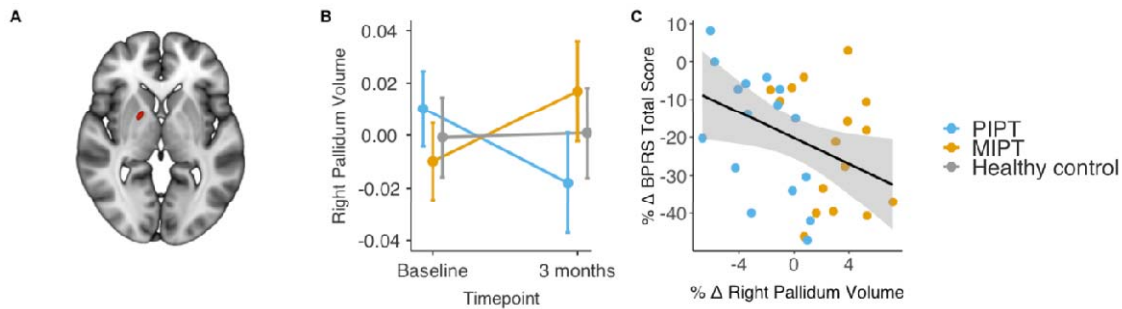 A
B
Right Pallidum Volume
0.04
0.02
0.00
-0.02
-0.04
Baseline
3 months
Timepoint
C
% Δ BPRS Total Score
10
0
-10
-20
-30
-40
-4
0
4
% Δ Right Pallidum Volume
PIPT
MIPT
Healthy control